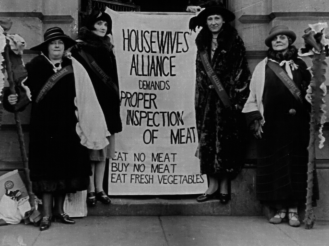 HOUSEWIVES
ALLIANCE
DEMANDS
PROPER
INSPECTION
OF MEAT
EAT NO MEAT
BUY NO MEAT
EAT FRESH VEGETABLES